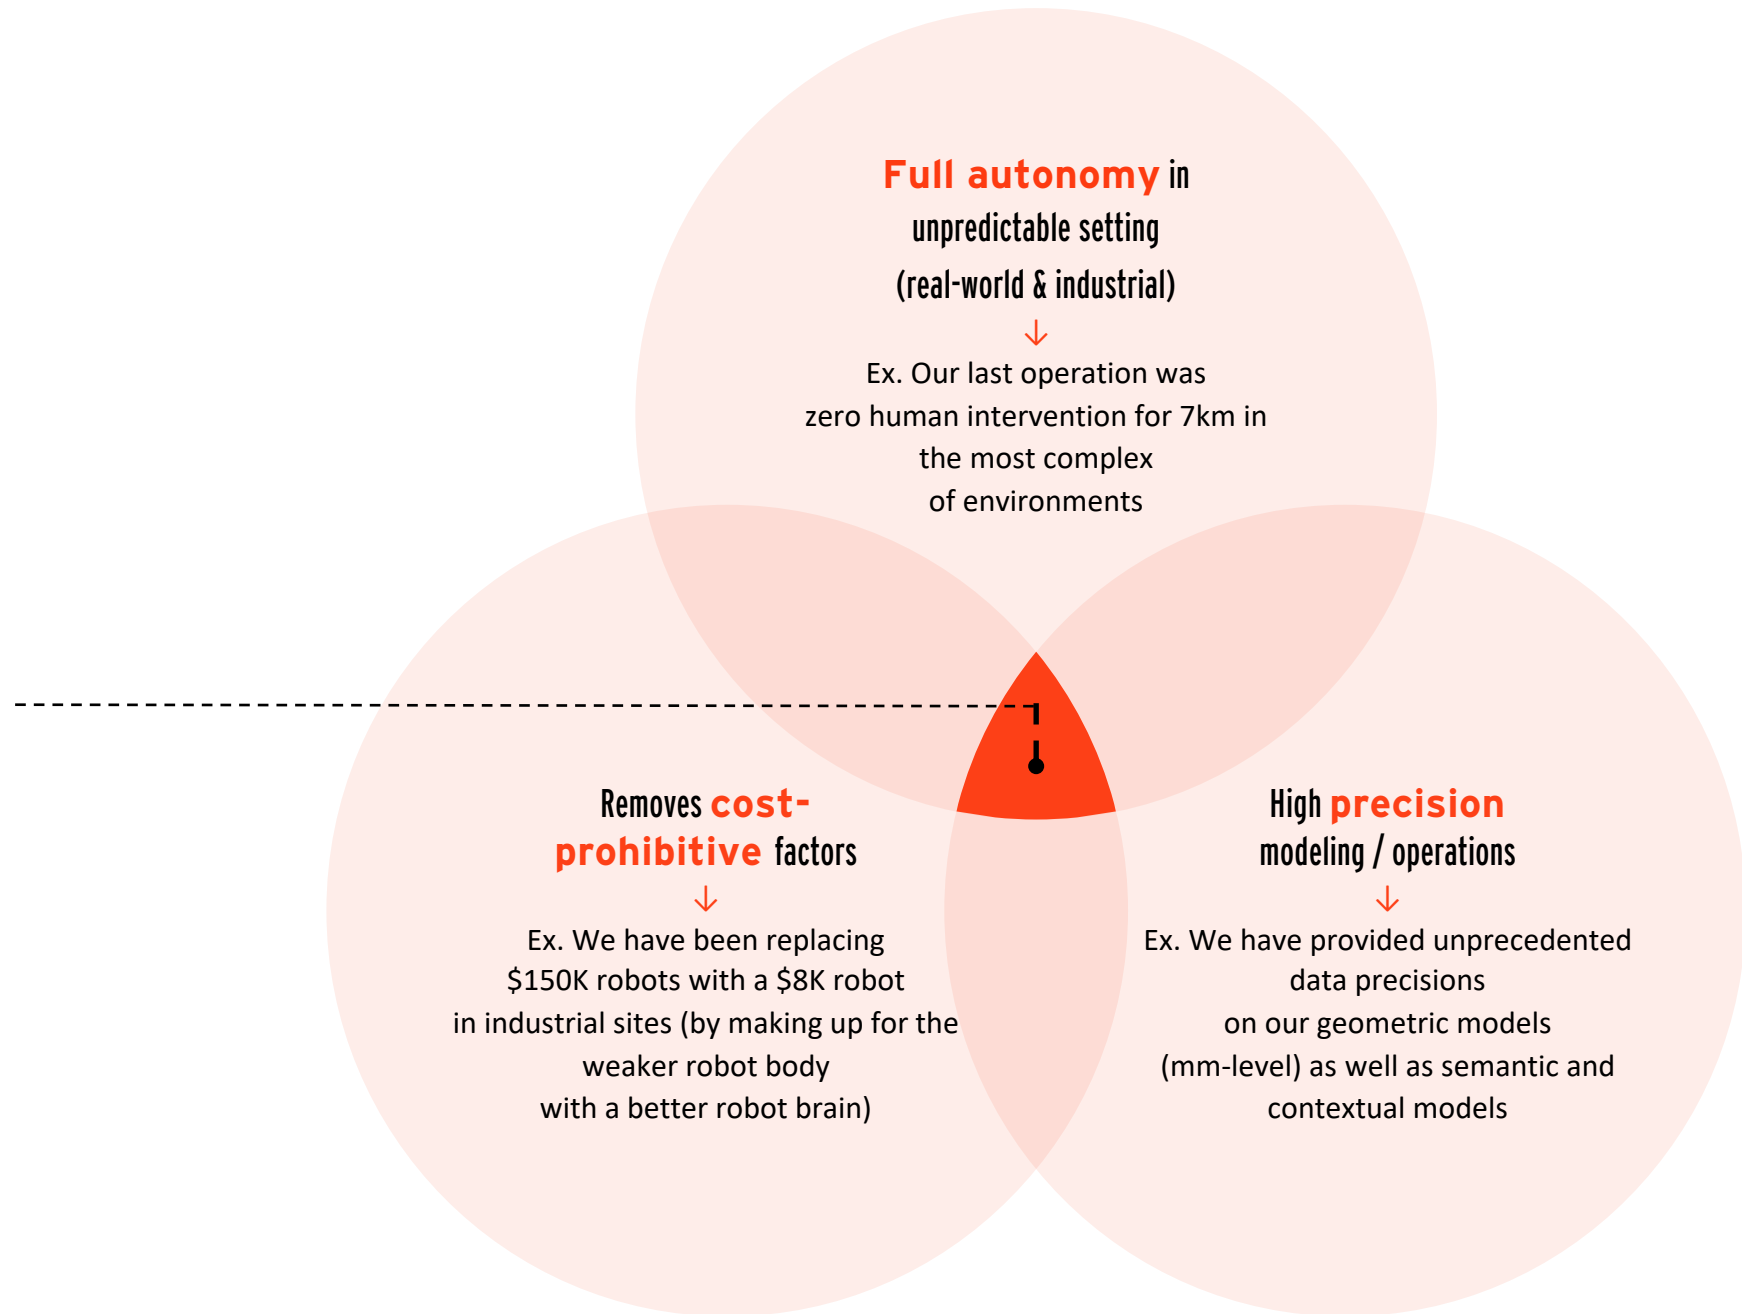 Full autonomy in
unpredictable setting
(real-world & industrial)
↓
Ex. Our last operation was
zero human intervention for 7km in
the most complex
of environments
Removes cost-
prohibitive factors
↓
Ex. We have been replacing
$150K robots with a $8K robot
in industrial sites (by making up for the
weaker robot body
with a better robot brain)
High precision
modeling / operations
↓
Ex. We have provided unprecedented
data precisions
on our geometric models
(mm-level) as well as semantic and
contextual models